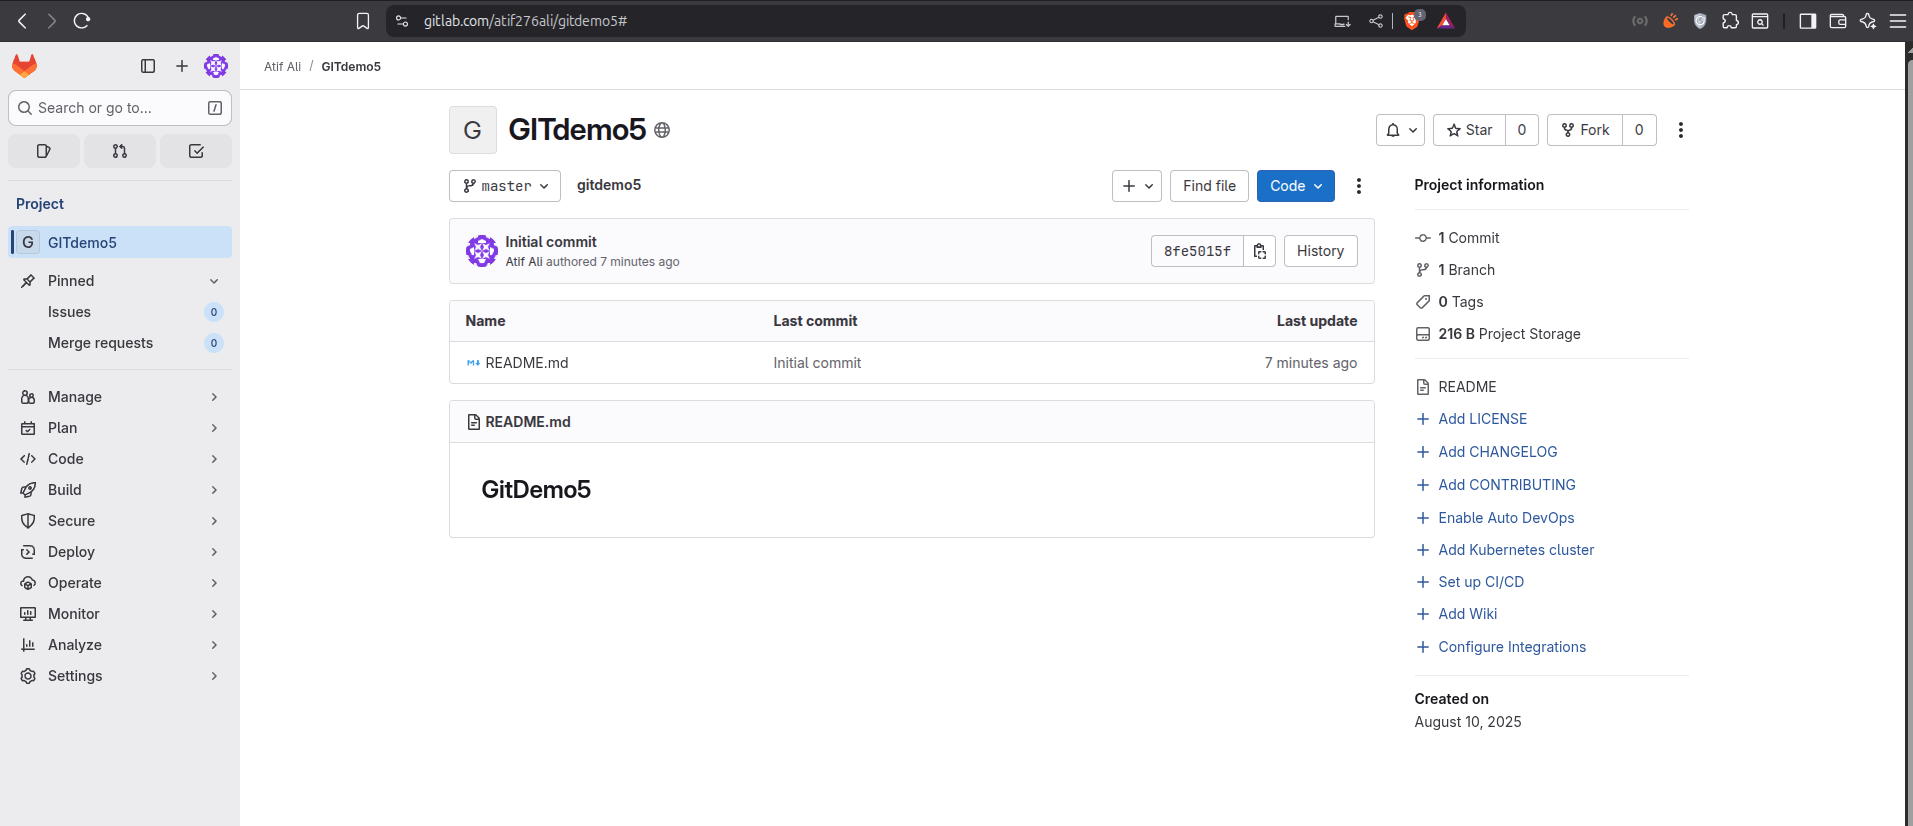 gitlab.com/atif276ali/gitdemo5#
3
Search or go to...
/
Project
G GITdemo5
Pinned
Issues 0
Merge requests 0
Manage
Plan
Code
Build
Secure
Deploy
Operate
Monitor
Analyze
Settings
Atif Ali / GITdemo5
G GITdemo5
Star 0 Fork 0
master gitdemo5
Find file Code
Initial commit
Atif Ali authored 7 minutes ago
8fe5015f History
Name Last commit Last update
README.md Initial commit 7 minutes ago
README.md
GitDemo5
Project information
1 Commit
1 Branch
0 Tags
216 B Project Storage
README
Add LICENSE
Add CHANGELOG
Add CONTRIBUTING
Enable Auto DevOps
Add Kubernetes cluster
Set up CI/CD
Add Wiki
Configure Integrations
Created on
August 10, 2025